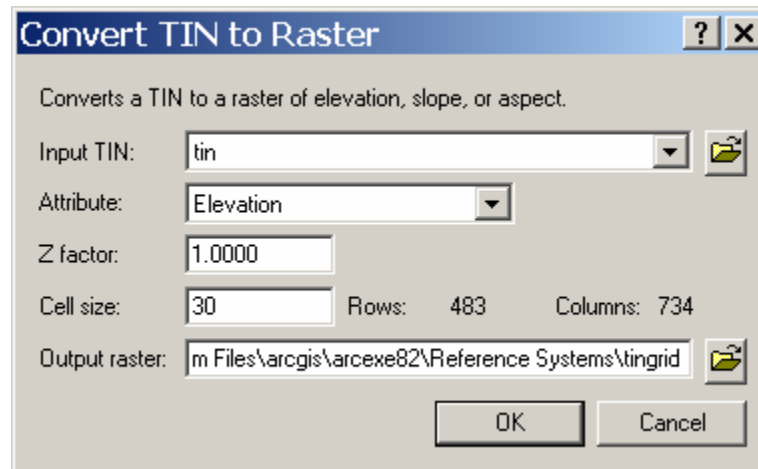 Convert TIN to Raster ? X
Converts a TIN to a raster of elevation, slope, or aspect.
Input TIN: tin
Attribute: Elevation
Z factor: 1.0000
Cell size: 30 Rows: 483 Columns: 734
Output raster: m Files\arcgis\arcexe82\Reference Systems\tingrid
OK Cancel